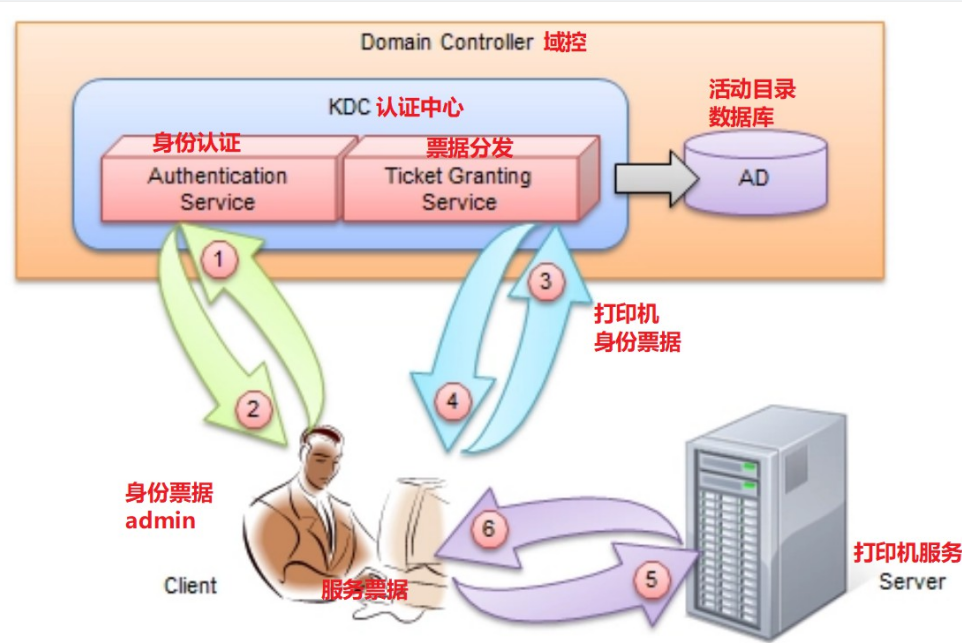 Domain Controller 域控
KDC 认证中心
活动目录
数据库
身份认证
票据分发
Authentication
Service
Ticket Granting
Service
AD
1
3
打印机
身份票据
2
4
身份票据
admin
6
打印机服务
Client
服务票据
5
Server